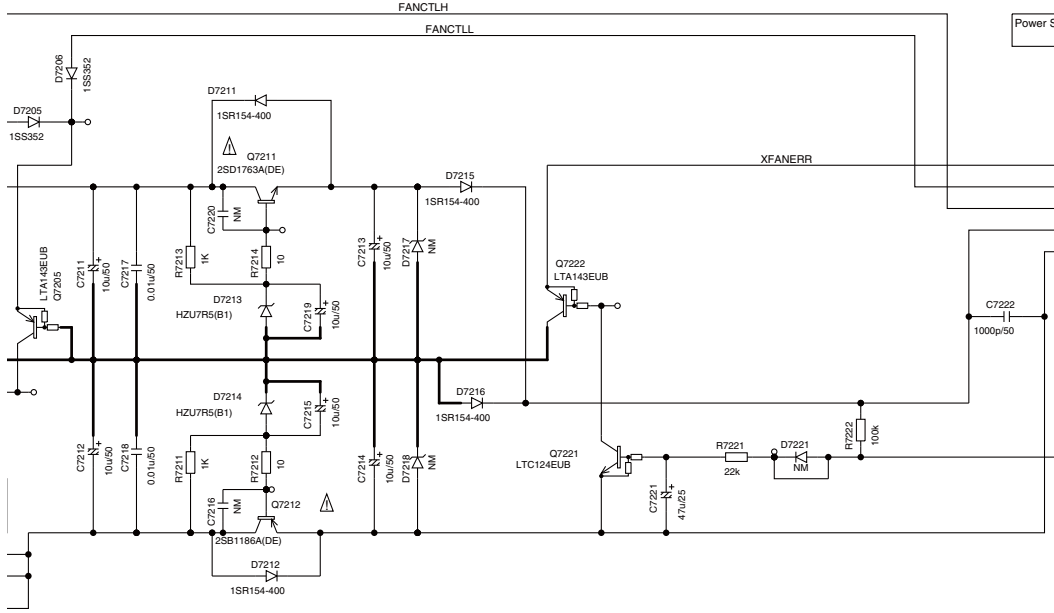 FANCTLH
FANCTLL
Power S
D7206
1SS352
D7205
1SS352
D7211
1SR154-400
Q7211
2SD1763A(DE)
XFANERR
D7215
1SR154-400
C7220
NM
LTA143EUB
Q7205
C7211
10u/50
C7217
0.01u/50
R7213
1K
R7214
10
C7213
10u/50
D7217
NM
Q7222
LTA143EUB
D7213
HZU7R5(B1)
C7219
10u/50
C7222
1000p/50
D7214
HZU7R5(B1)
C7215
10u/50
D7216
1SR154-400
C7212
10u/50
C7218
0.01u/50
R7211
1K
R7212
10
C7214
10u/50
D7218
NM
Q7221
LTC124EUB
R7221
22k
D7221
NM
R7222
100k
C7216
NM
Q7212
2SB1186A(DE)
C7221
47u/25
D7212
1SR154-400